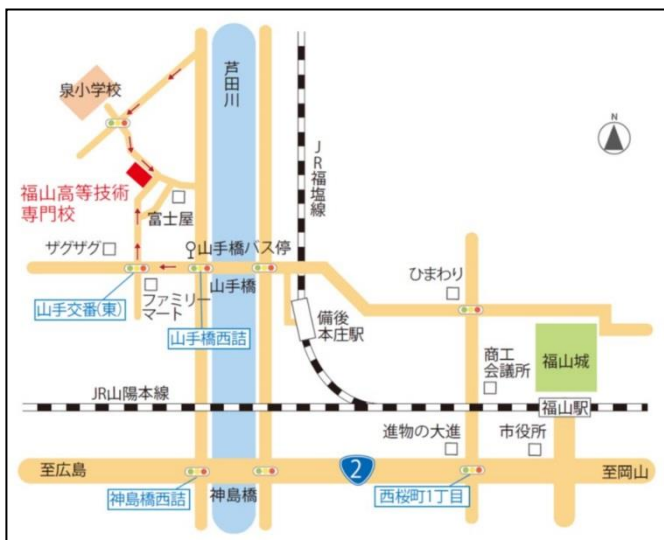 泉小学校
芦田川
N
JR福塩線
福山高等技術
専門校
富士屋
ザグザグ
山手橋バス停
ひまわり
山手交番(東)
ファミリー
マート
山手橋
山手橋西詰
備後
本庄駅
商工
会議所
福山城
JR山陽本線
福山駅
進物の大進
市役所
至広島
2
至岡山
神島橋西詰
神島橋
西桜町1丁目